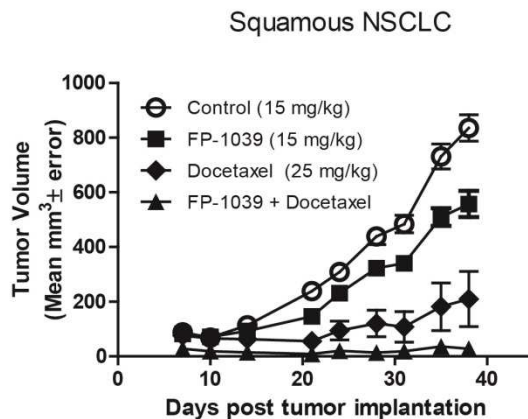 Squamous NSCLC
1000
800
600
400
200
0
Control (15 mg/kg)
FP-1039 (15 mg/kg)
Docetaxel (25 mg/kg)
FP-1039 + Docetaxel
Tumor Volume
(Mean mm³± error)
0 10 20 30 40
Days post tumor implantation